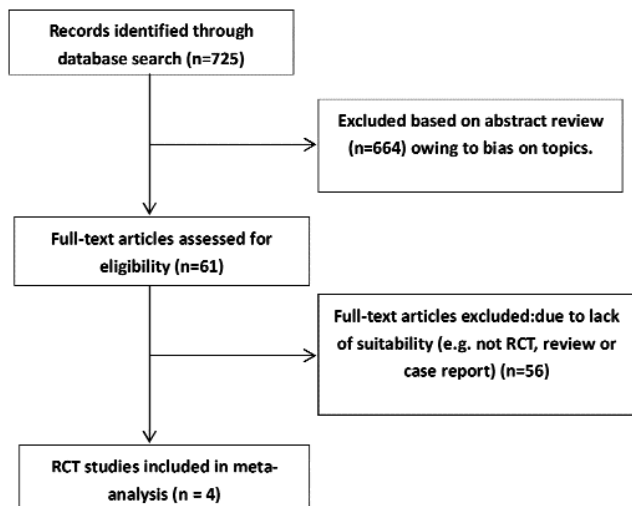 Records identified through
database search (n=725)
Excluded based on abstract review
(n=664) owing to bias on topics.
Full-text articles assessed for
eligibility (n=61)
Full-text articles excluded:due to lack
of suitability (e.g. not RCT, review or
case report) (n=56)
RCT studies included in meta-
analysis (n = 4)